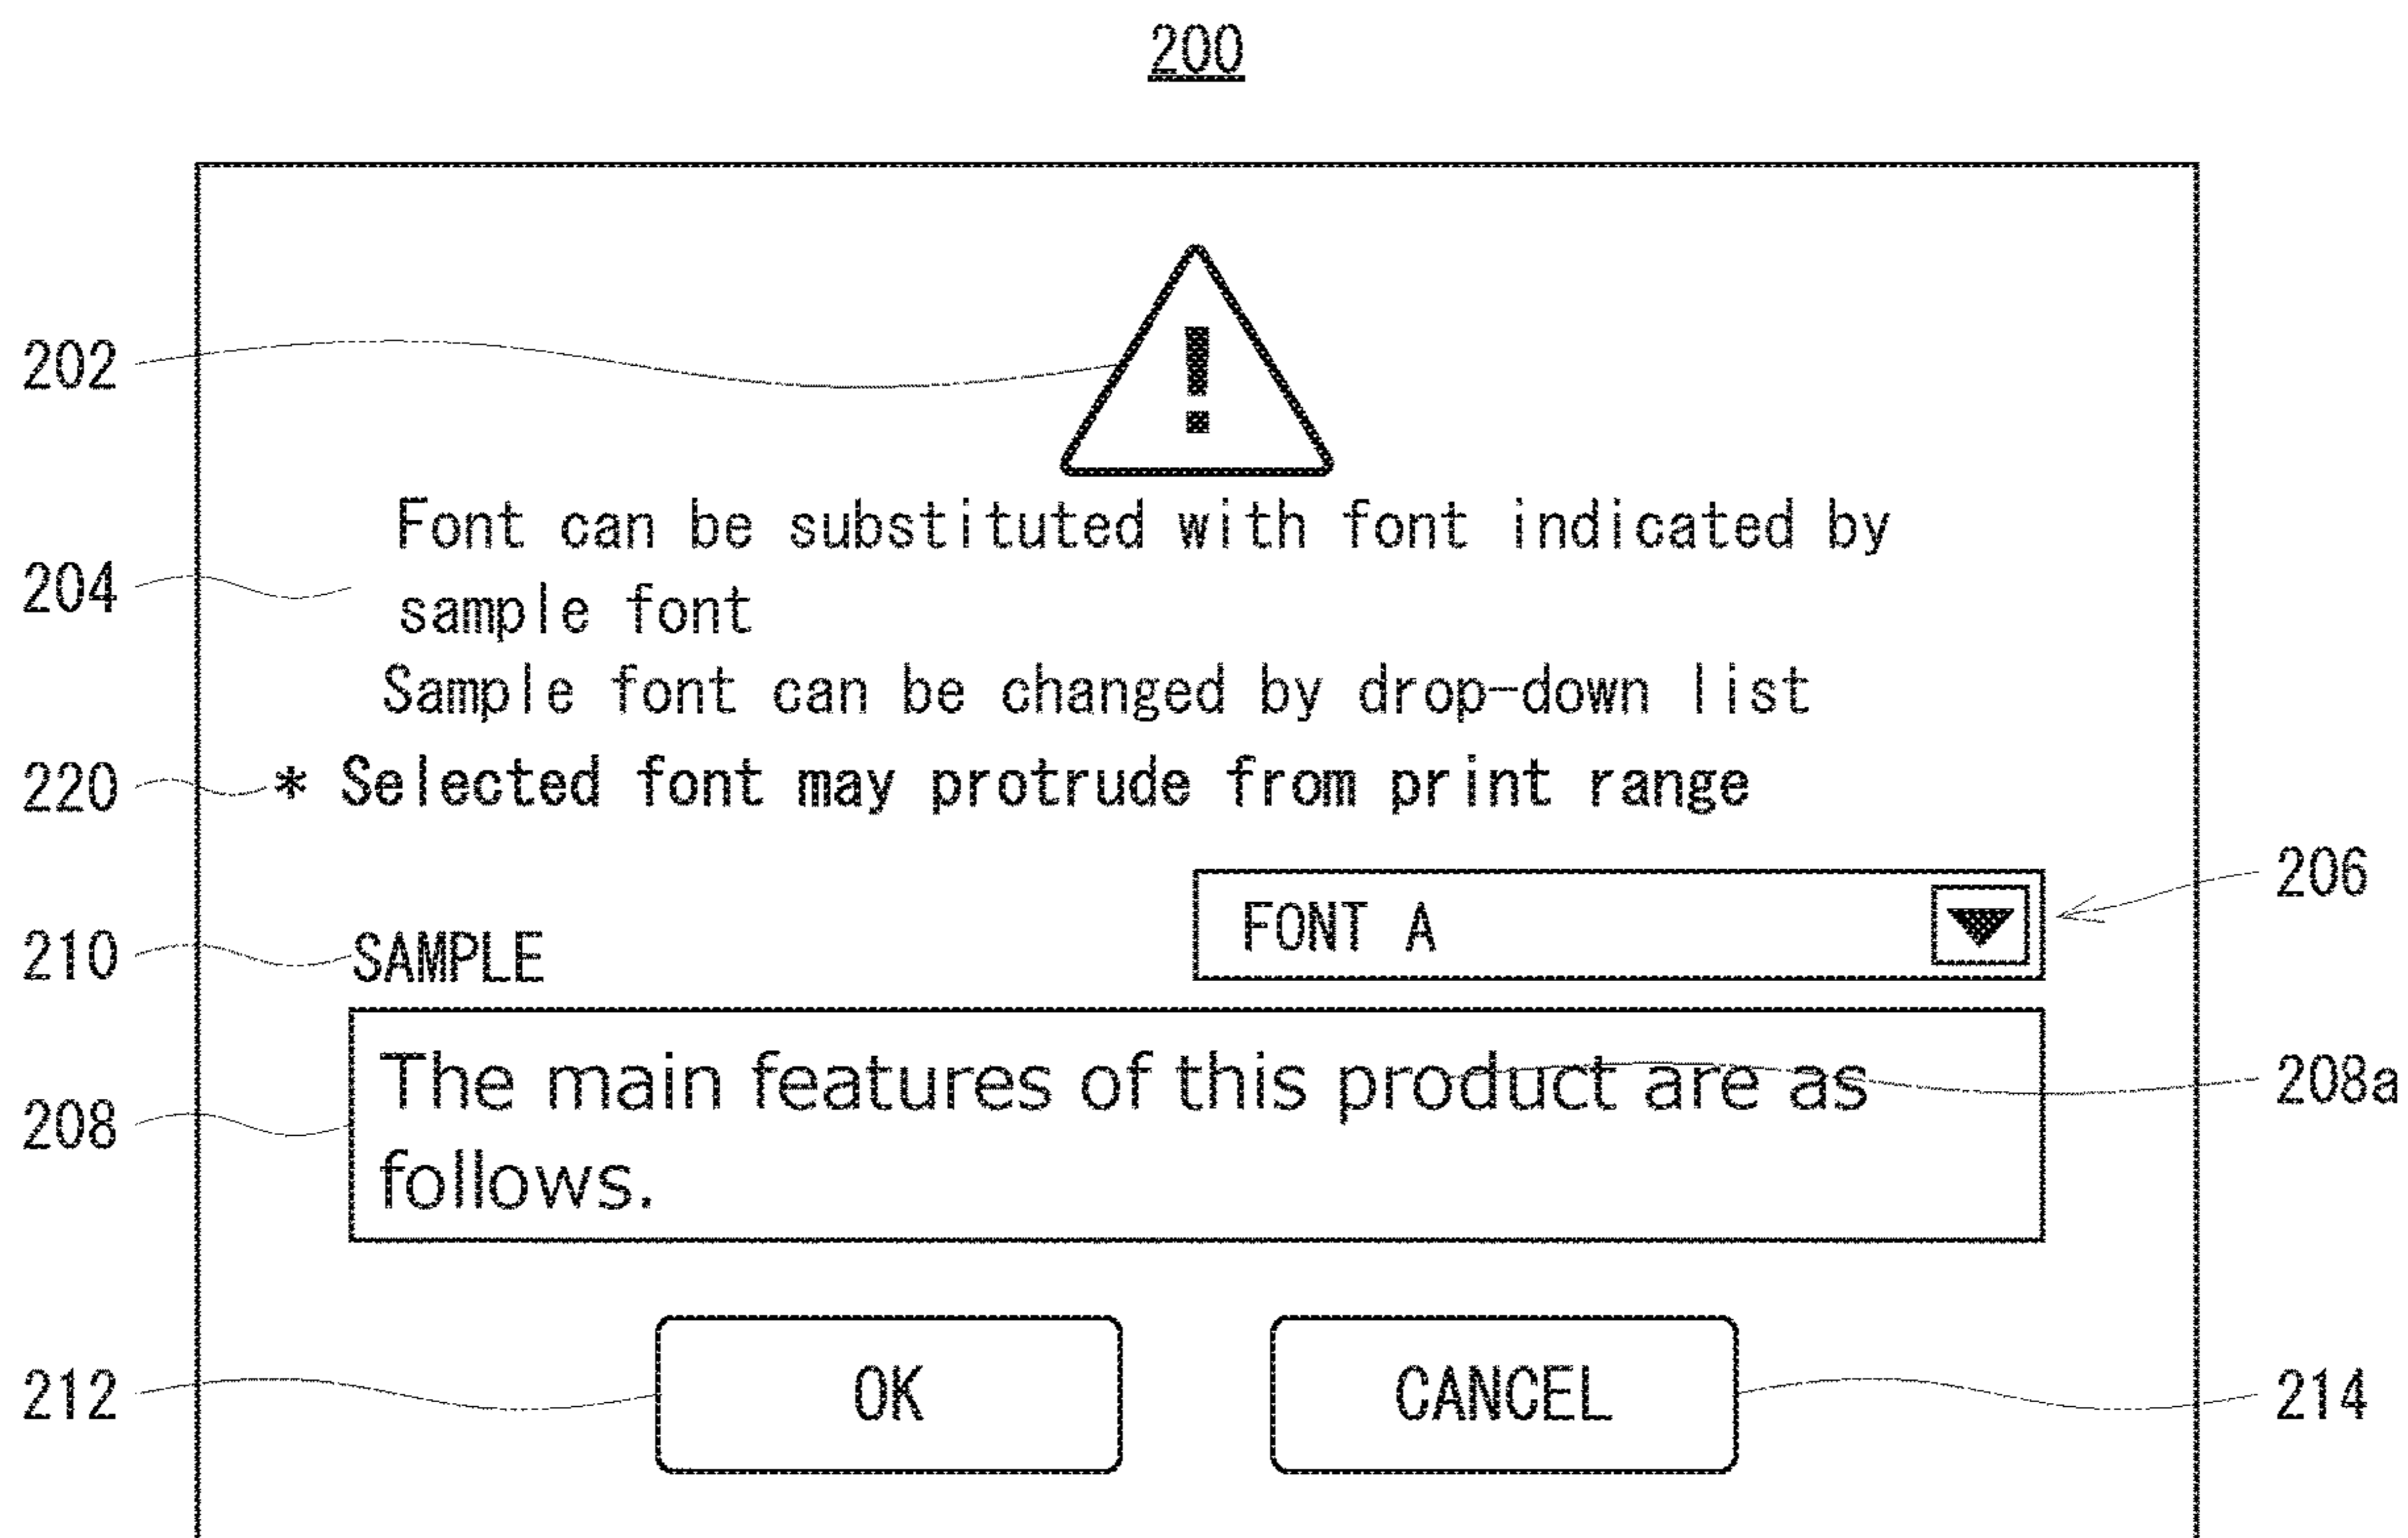 200
202
!
Font can be substituted with font indicated by
204
sample font
Sample font can be changed by drop-down list
220 * Selected font may protrude from print range
206
FONT A
210 SAMPLE
The main features of this product are as
208a
208
follows.
212 OK CANCEL 214